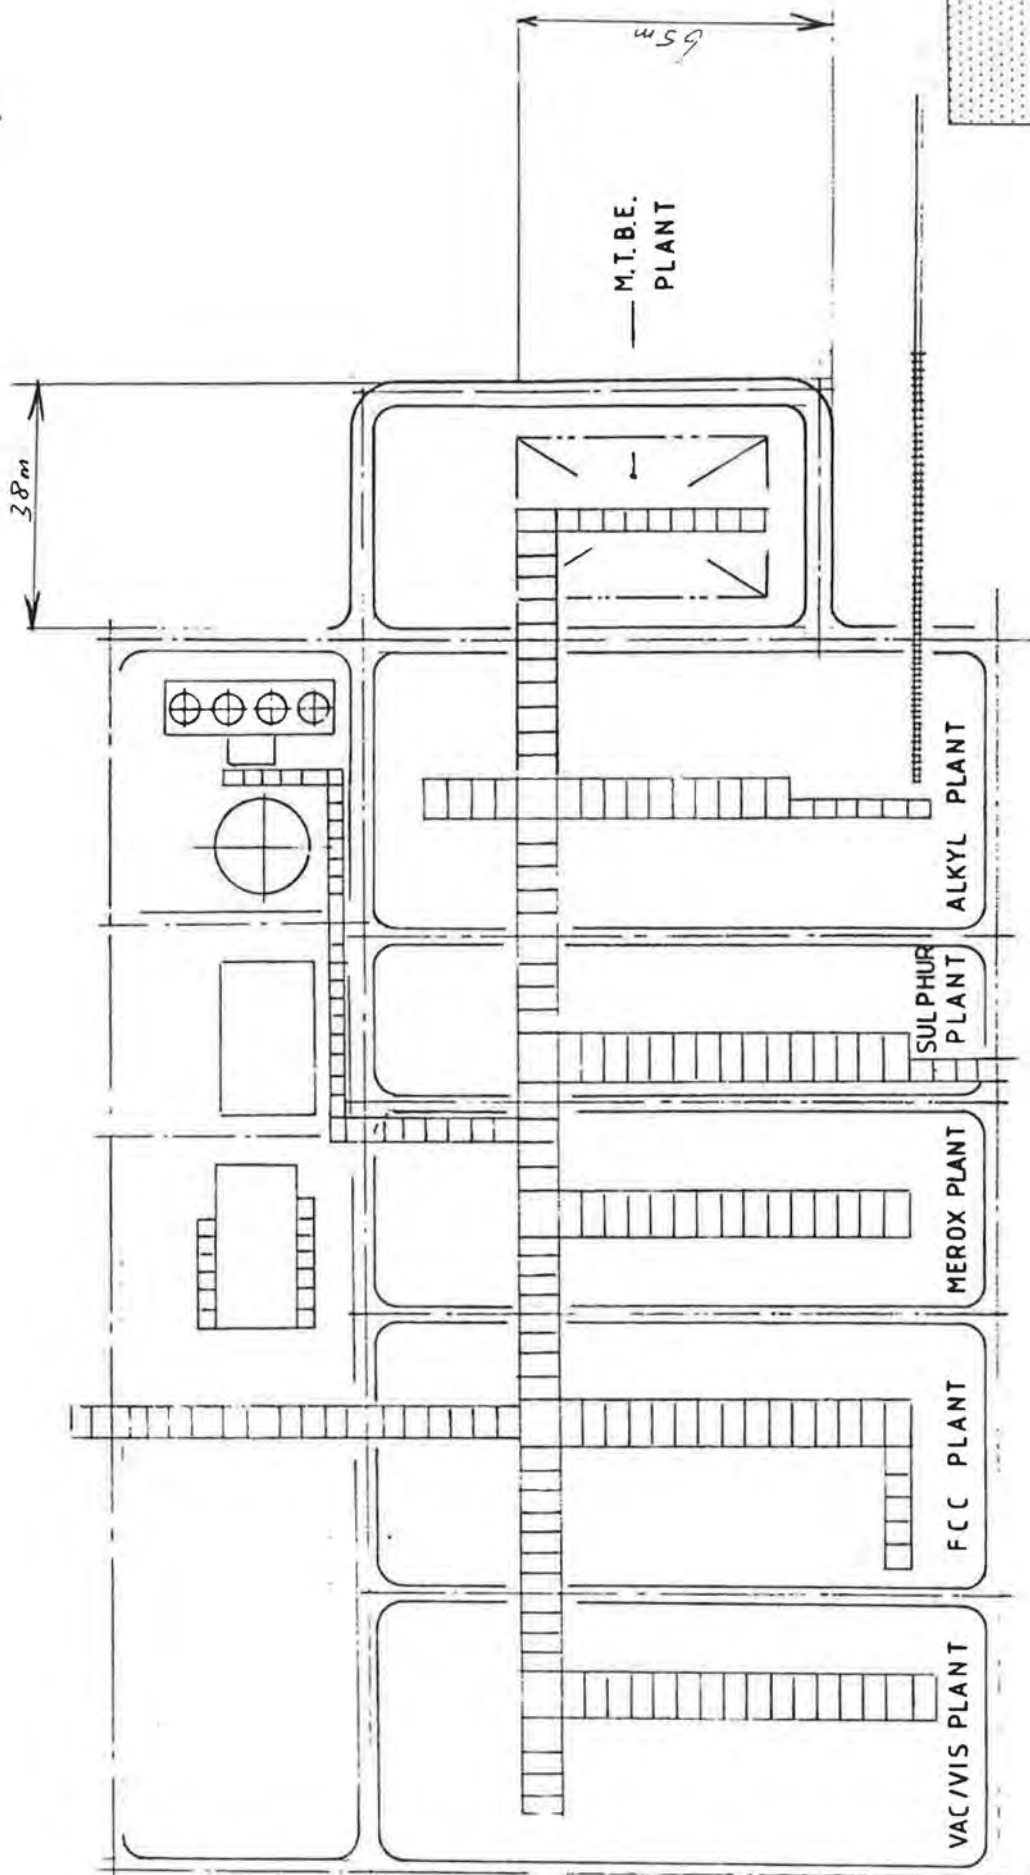 38m
65m
M.T.B.E.
PLANT
ALKYL PLANT
SULPHUR
PLANT
MEROX PLANT
FCC PLANT
VAC/VIS PLANT